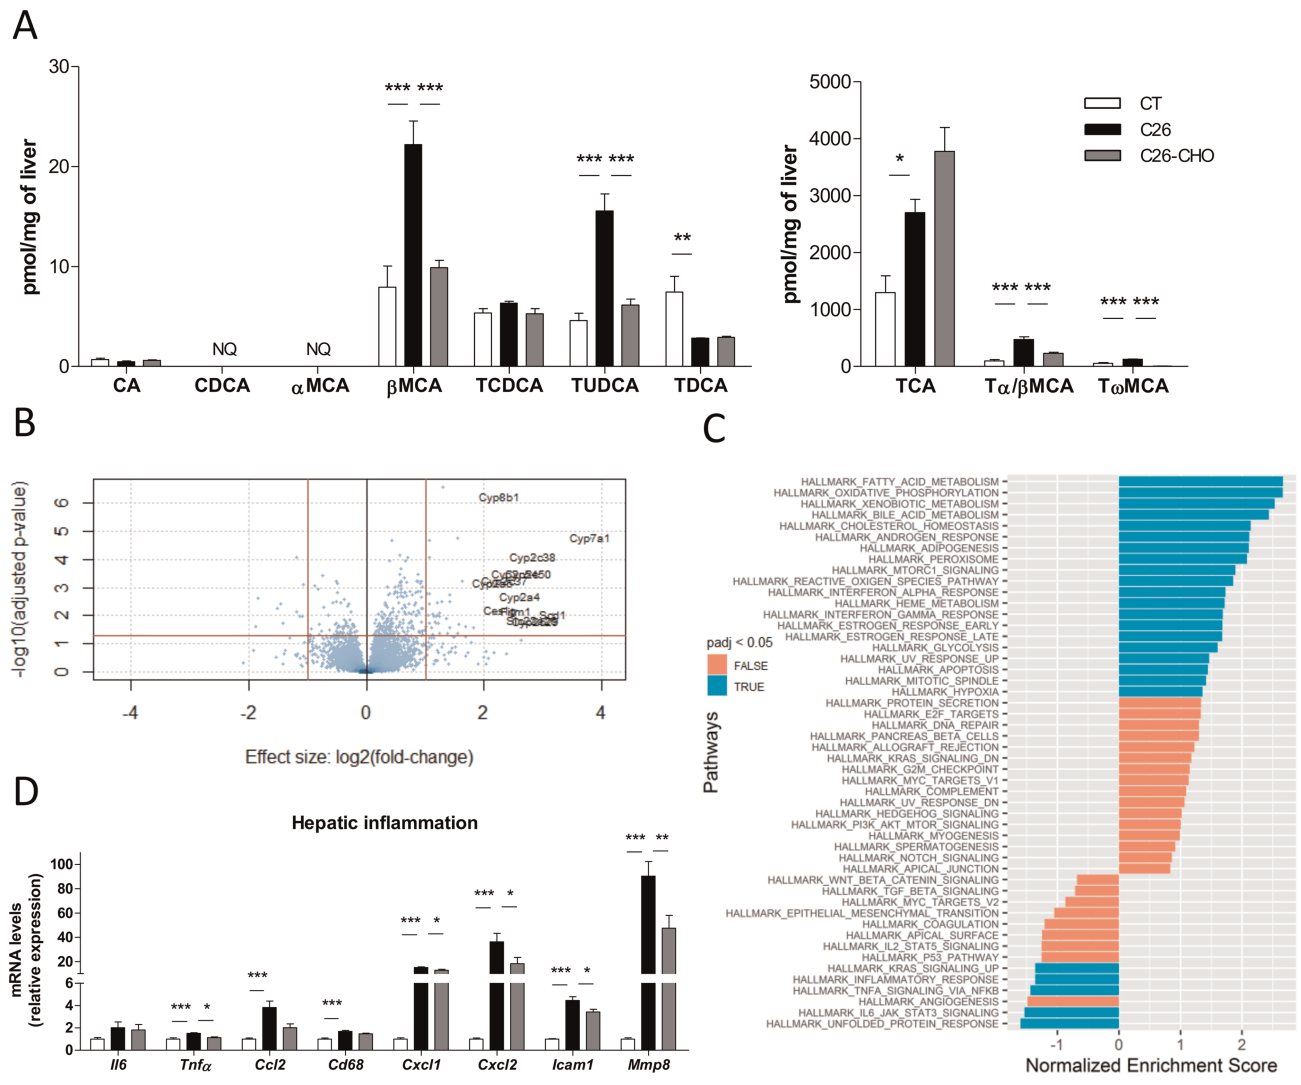 A
30
20
10
0
pmol/mg of liver
*** ***
*** ***
**
NQ
NQ
CA
CDCA
αMCA
βMCA
TCDCA
TUDCA
TDCA
5000
4000
3000
2000
1000
0
pmol/mg of liver
*
*** ***
*** ***
TCA
Tα/βMCA
TωMCA
CT
C26
C26-CHO
B
-log10(adjusted p-value)
6
5
4
3
2
1
0
Cyp8b1
Cyp7a1
Cyp2c38
Cyp2a4
-4
-2
0
2
4
Effect size: log2(fold-change)
C
padj < 0.05
FALSE
TRUE
Pathways
HALLMARK_FATTY_ACID_METABOLISM
HALLMARK_OXIDATIVE_PHOSPHORYLATION
HALLMARK_XENOBIOTIC_METABOLISM
HALLMARK_BILE_ACID_METABOLISM
HALLMARK_CHOLESTEROL_HOMEOSTASIS
HALLMARK_ANDROGEN_RESPONSE
HALLMARK_ADIPOGENESIS
HALLMARK_PEROXISOME
HALLMARK_MTORC1_SIGNALING
HALLMARK_REACTIVE_OXIGEN_SPECIES_PATHWAY
HALLMARK_INTERFERON_ALPHA_RESPONSE
HALLMARK_HEME_METABOLISM
HALLMARK_INTERFERON_GAMMA_RESPONSE
HALLMARK_ESTROGEN_RESPONSE_EARLY
HALLMARK_ESTROGEN_RESPONSE_LATE
HALLMARK_GLYCOLYSIS
HALLMARK_UV_RESPONSE_UP
HALLMARK_APOPTOSIS
HALLMARK_MITOTIC_SPINDLE
HALLMARK_HYPOXIA
HALLMARK_PROTEIN_SECRETION
HALLMARK_E2F_TARGETS
HALLMARK_DNA_REPAIR
HALLMARK_PANCREAS_BETA_CELLS
HALLMARK_ALLOGRAFT_REJECTION
HALLMARK_KRAS_SIGNALING_DN
HALLMARK_G2M_CHECKPOINT
HALLMARK_MYC_TARGETS_V1
HALLMARK_COMPLEMENT
HALLMARK_UV_RESPONSE_DN
HALLMARK_HEDGEHOG_SIGNALING
HALLMARK_PI3K_AKT_MTOR_SIGNALING
HALLMARK_MYOGENESIS
HALLMARK_SPERMATOGENESIS
HALLMARK_NOTCH_SIGNALING
HALLMARK_APICAL_JUNCTION
HALLMARK_WNT_BETA_CATENIN_SIGNALING
HALLMARK_TGF_BETA_SIGNALING
HALLMARK_MYC_TARGETS_V2
HALLMARK_EPITHELIAL_MESENCHYMAL_TRANSITION
HALLMARK_COAGULATION
HALLMARK_APICAL_SURFACE
HALLMARK_IL2_STAT5_SIGNALING
HALLMARK_P53_PATHWAY
HALLMARK_KRAS_SIGNALING_UP
HALLMARK_INFLAMMATORY_RESPONSE
HALLMARK_TNFA_SIGNALING_VIA_NFKB
HALLMARK_ANGIOGENESIS
HALLMARK_IL6_JAK_STAT3_SIGNALING
HALLMARK_UNFOLDED_PROTEIN_RESPONSE
-1
0
1
2
Normalized Enrichment Score
D
Hepatic inflammation
mRNA levels
(relative expression)
100
80
60
40
20
6
4
2
0
*** *
***
***
*** *
*** *
*** *
*** **
Il6
Tnfα
Ccl2
Cd68
Cxcl1
Cxcl2
Icam1
Mmp8